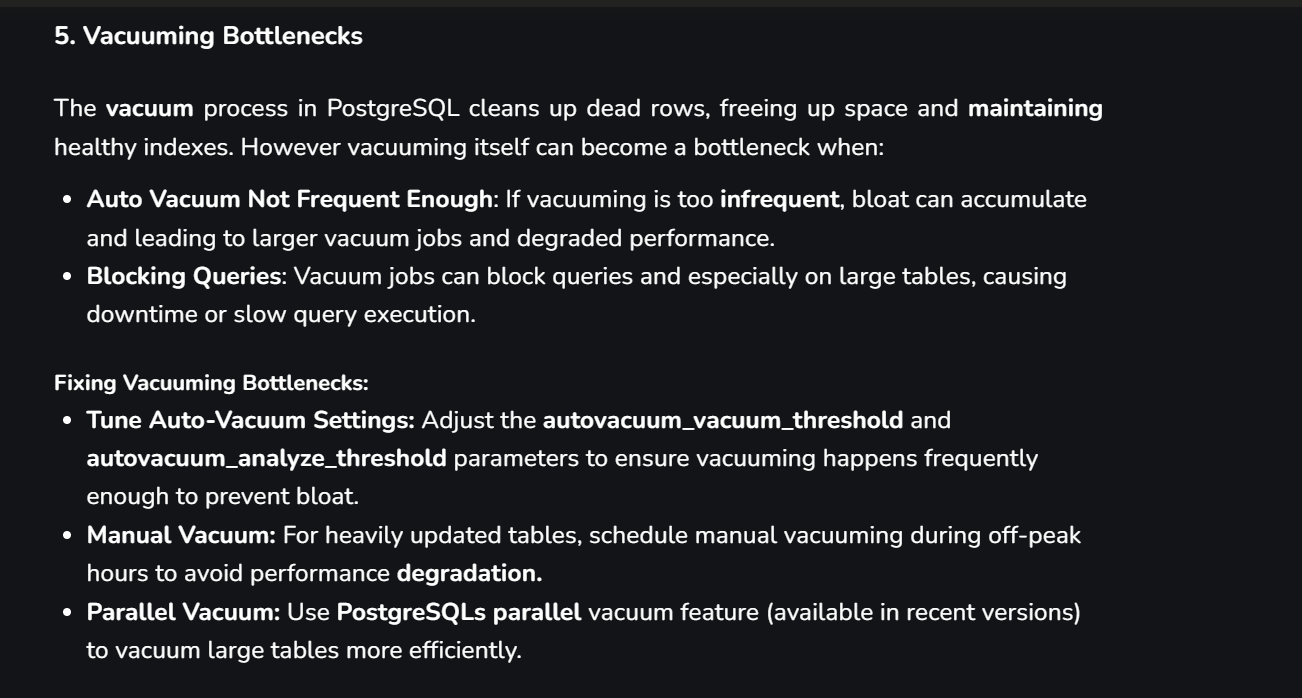 5. Vacuuming Bottlenecks
The vacuum process in PostgreSQL cleans up dead rows, freeing up space and maintaining
healthy indexes. However vacuuming itself can become a bottleneck when:
• Auto Vacuum Not Frequent Enough: If vacuuming is too infrequent, bloat can accumulate
and leading to larger vacuum jobs and degraded performance.
• Blocking Queries: Vacuum jobs can block queries and especially on large tables, causing
downtime or slow query execution.
Fixing Vacuuming Bottlenecks:
• Tune Auto-Vacuum Settings: Adjust the autovacuum_vacuum_threshold and
autovacuum_analyze_threshold parameters to ensure vacuuming happens frequently
enough to prevent bloat.
• Manual Vacuum: For heavily updated tables, schedule manual vacuuming during off-peak
hours to avoid performance degradation.
• Parallel Vacuum: Use PostgreSQLs parallel vacuum feature (available in recent versions)
to vacuum large tables more efficiently.